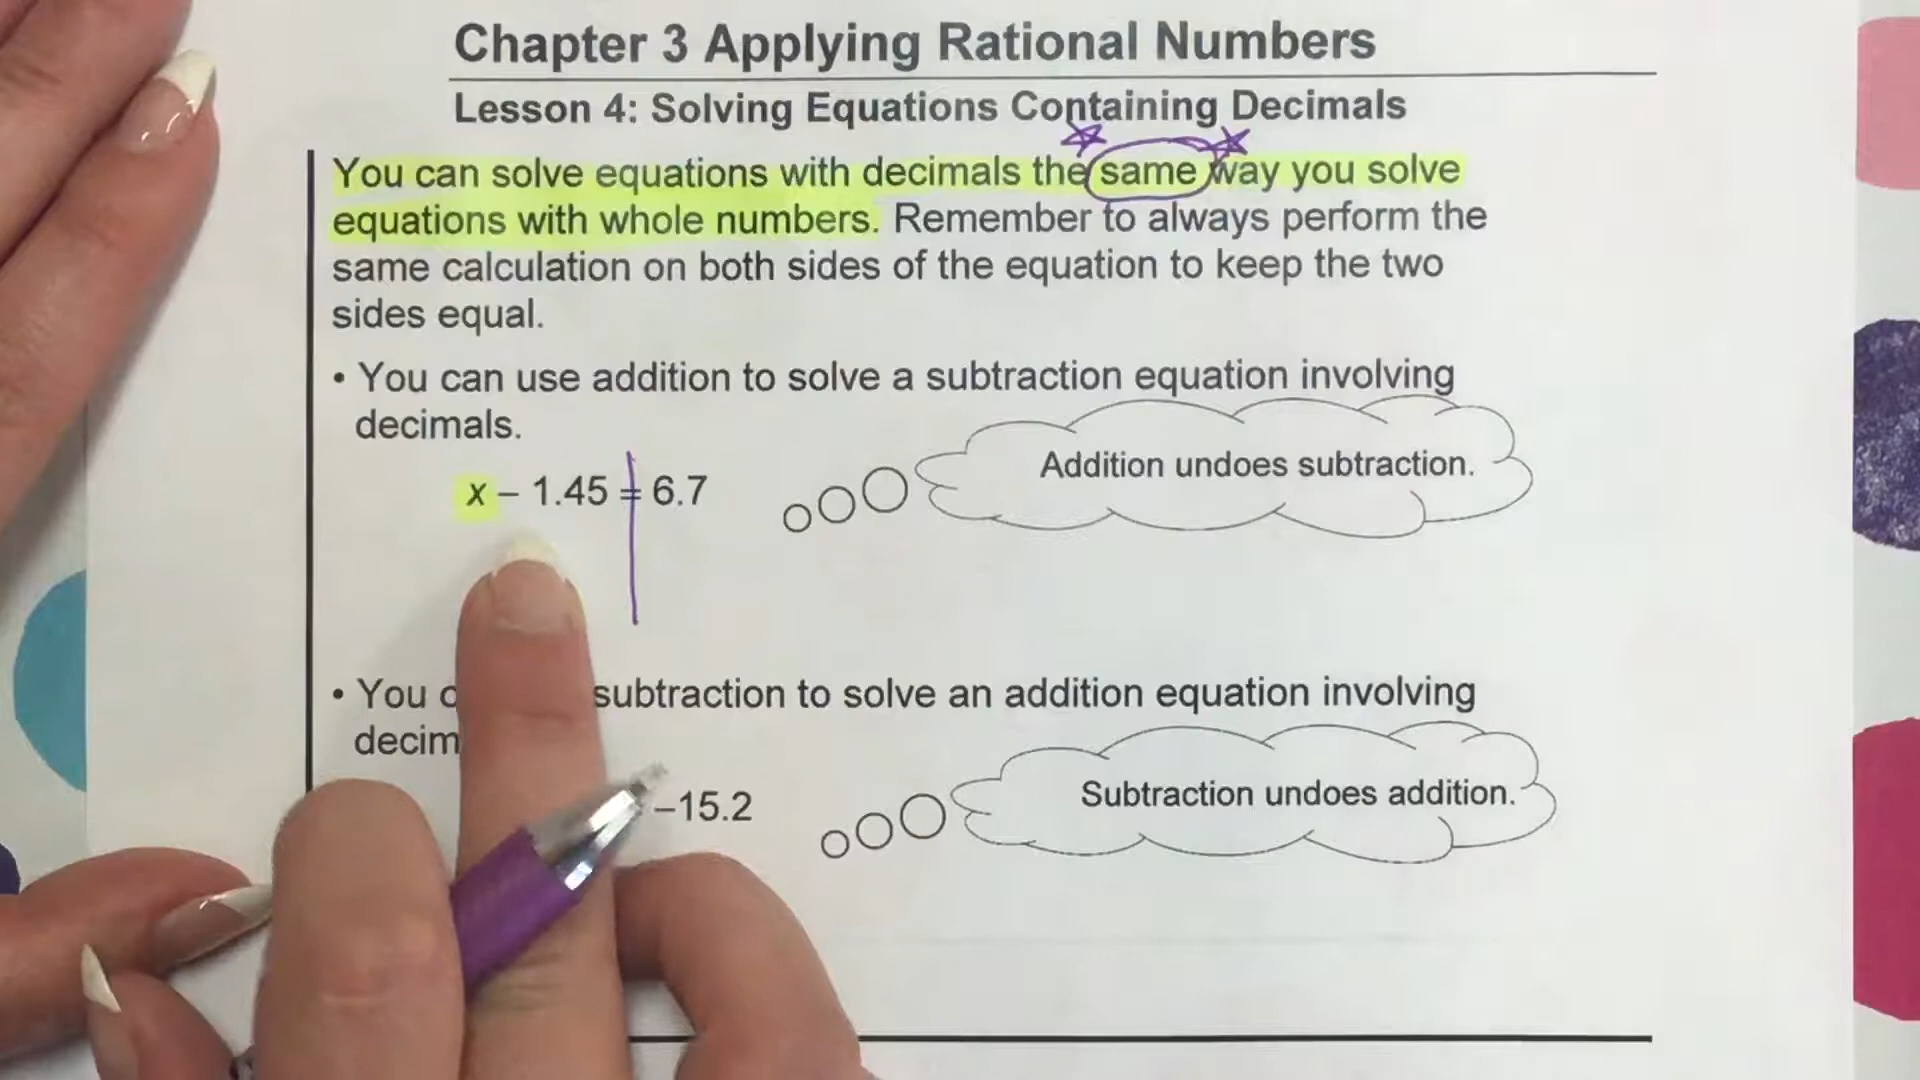 Chapter 3 Applying Rational Numbers
Lesson 4: Solving Equations Containing Decimals
You can solve equations with decimals the same way you solve
equations with whole numbers. Remember to always perform the
same calculation on both sides of the equation to keep the two
sides equal.
• You can use addition to solve a subtraction equation involving
decimals.
Addition undoes subtraction.
x – 1.45 = 6.7
• You subtraction to solve an addition equation involving
Subtraction undoes addition.
–15.2